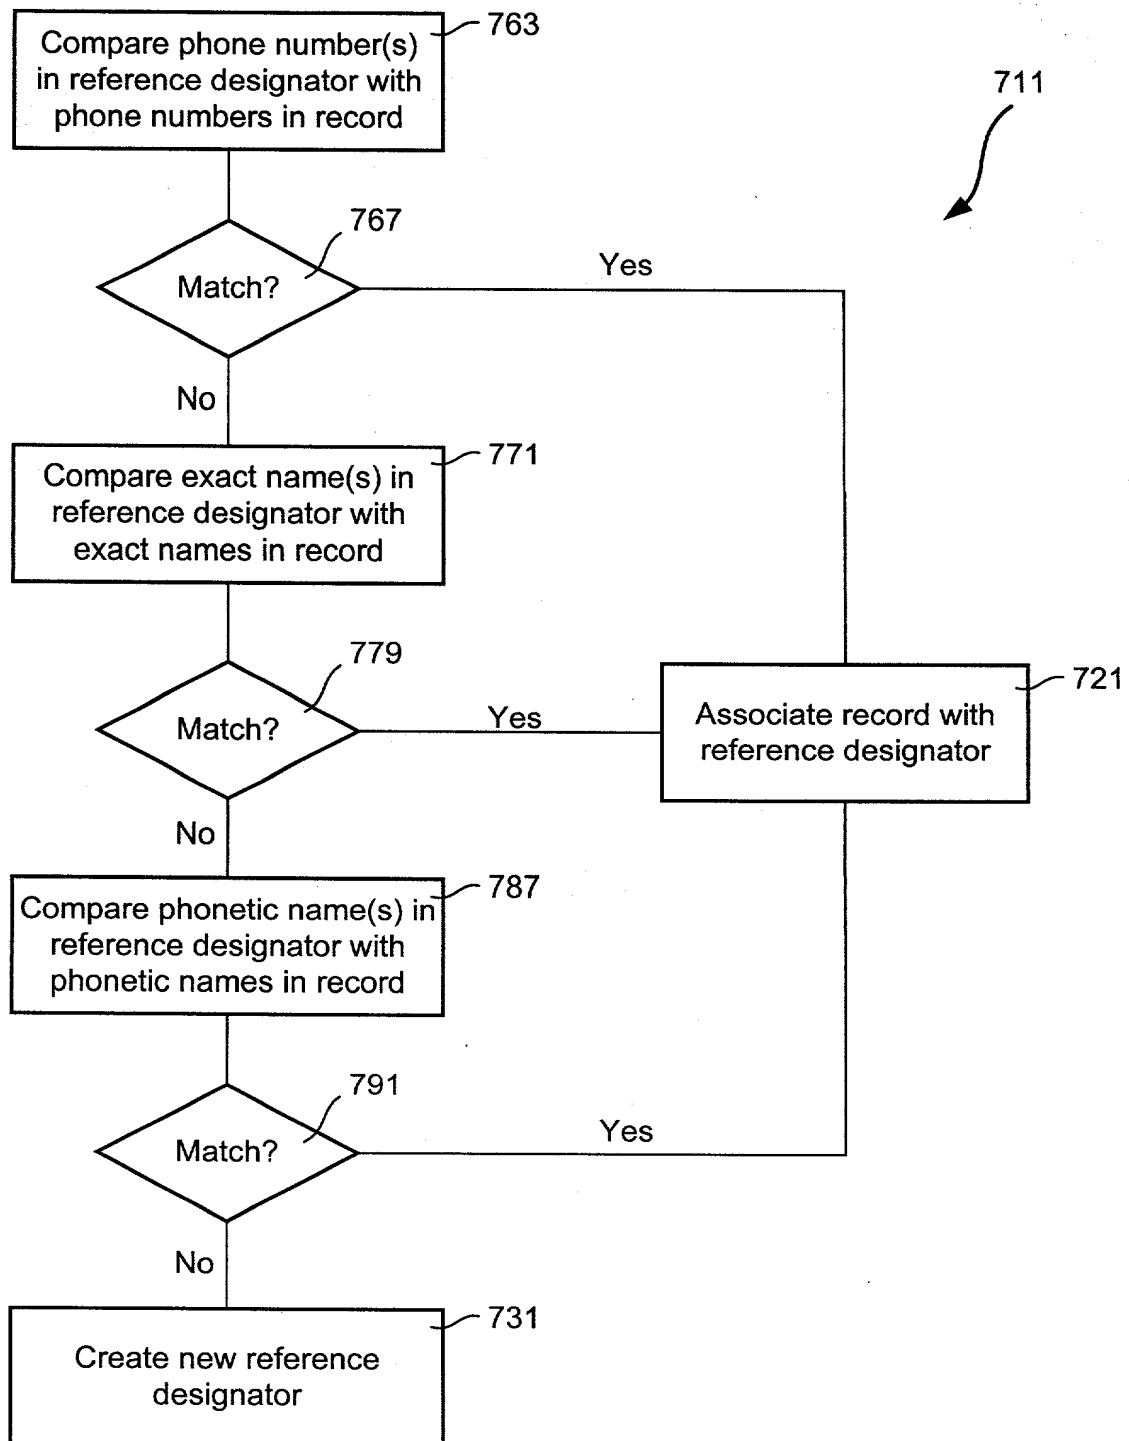 Compare phone number(s)
in reference designator with
phone numbers in record
763
711
767
Match?
Yes
No
771
Compare exact name(s) in
reference designator with
exact names in record
779
Match?
Yes
721
Associate record with
reference designator
No
787
Compare phonetic name(s) in
reference designator with
phonetic names in record
791
Match?
Yes
No
731
Create new reference
designator